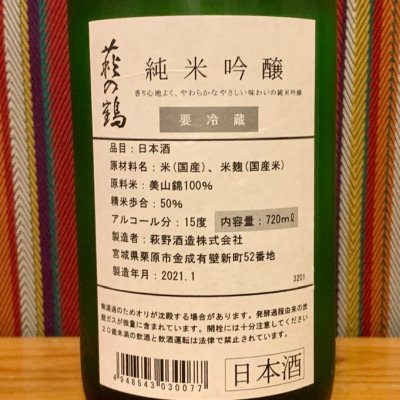 萩の鶴
純米吟醸
香り心地よく、やわらかなやさしい味わいの純米吟醸
要冷蔵
品目：日本酒
原材料名：米（国産）、米麹（国産米）
原料米：美山錦100%
精米歩合：50%
アルコール分：15度 内容量：720mℓ
製造者：萩野酒造株式会社
宮城県栗原市金成有壁新町52番地
製造年月：2021.1
3201
無濾過のためオリが沈殿する場合があります。発酵過程由来の炭
酸ガスが微量に含まれています。開栓には十分注意してください
20歳未満の飲酒と飲酒運転は法律で禁止されています。
4948543030077
日本酒